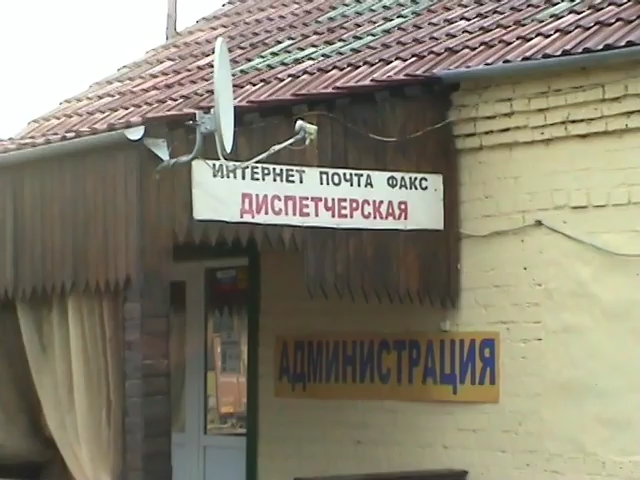 ИНТЕРНЕТ ПОЧТА ФАКС
ДИСПЕТЧЕРСКАЯ
АДМИНИСТРАЦИЯ